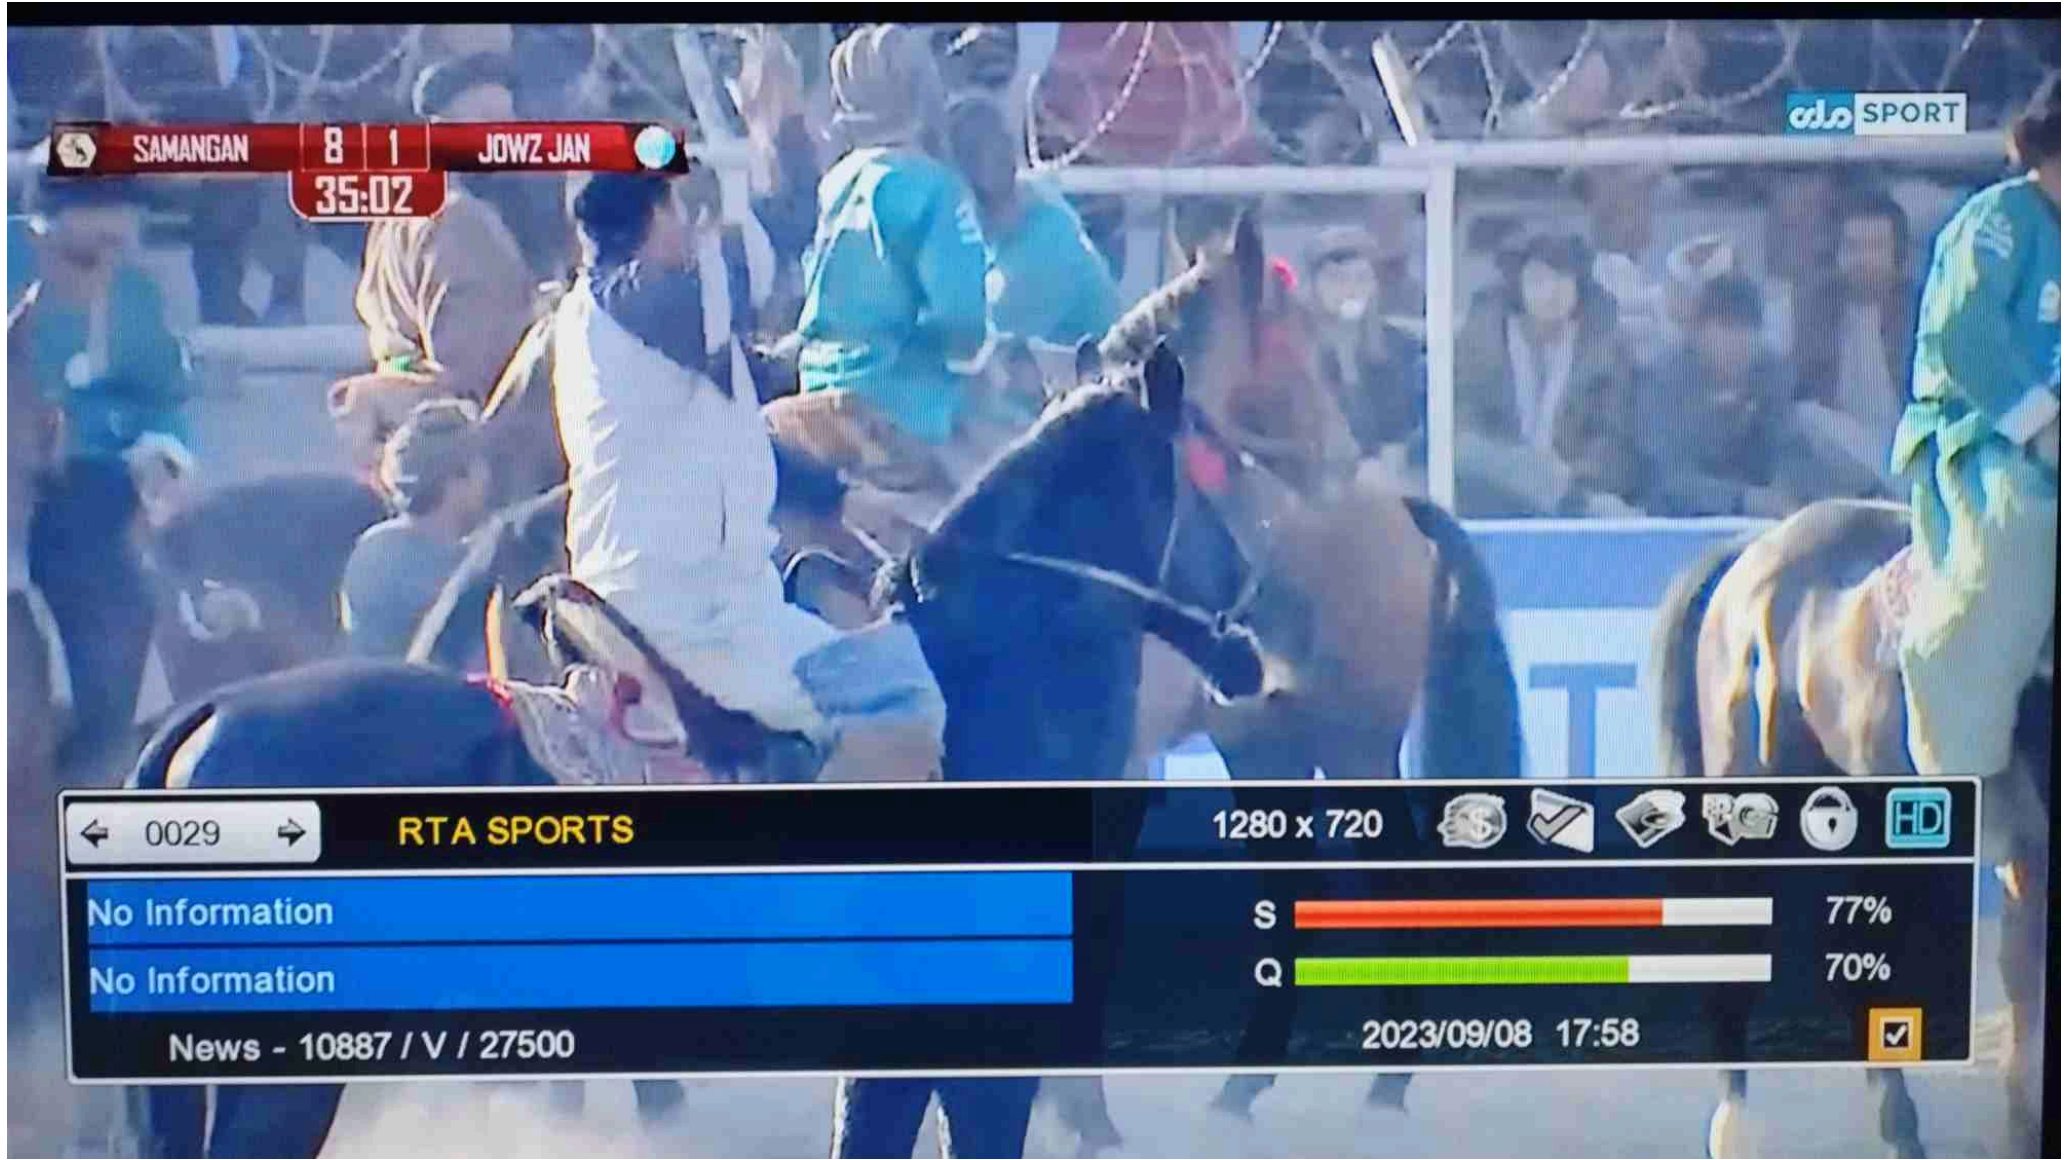 SAMANGAN 8 1 JOWZ JAN
35:02
SPORT
T
0029 RTA SPORTS 1280 x 720 HD
No Information
S 77%
No Information
Q 70%
News - 10887 / V / 27500 2023/09/08 17:58